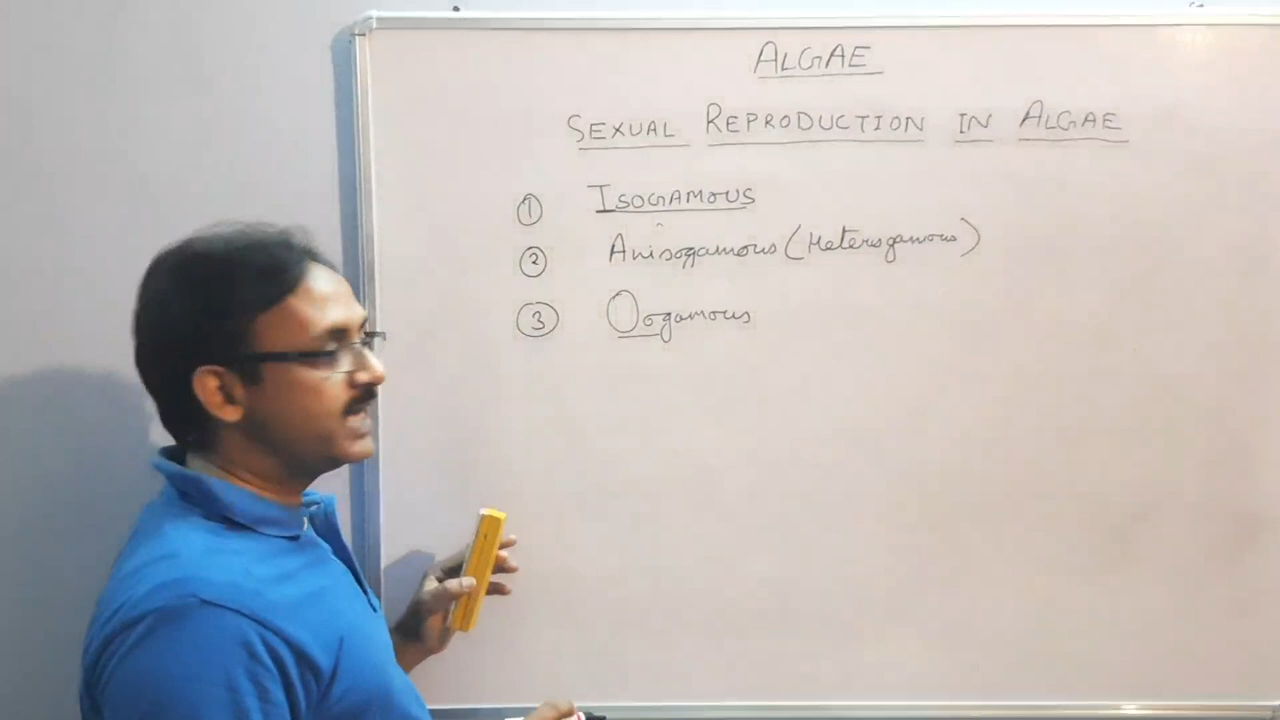 ALGAE
SEXUAL REPRODUCTION IN ALGAE
① ISOGAMOUS
② Anisogamous (Heterogamous)
③ Oogamous